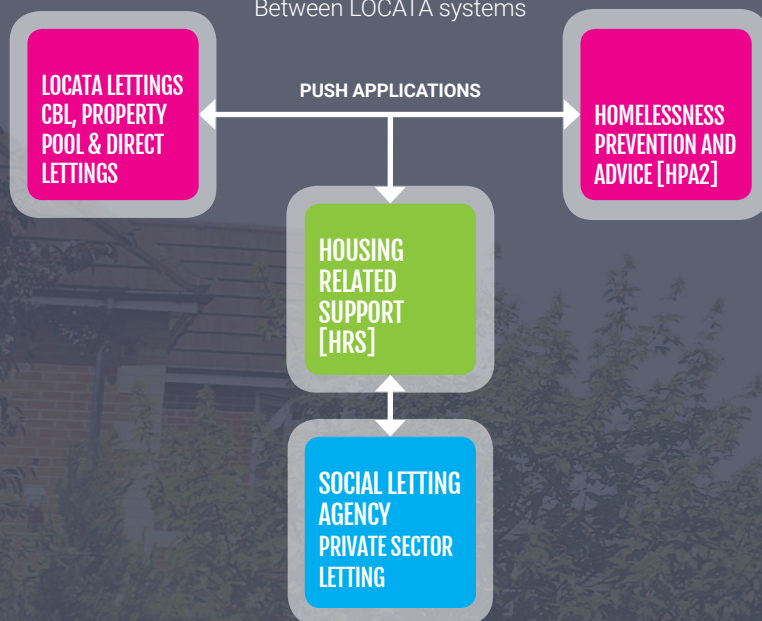 Between LOCATA systems
LOCATA LETTINGS
CBL, PROPERTY
POOL & DIRECT
LETTINGS
PUSH APPLICATIONS
HOMELESSNESS
PREVENTION AND
ADVICE [HPA2]
HOUSING
RELATED
SUPPORT
[HRS]
SOCIAL LETTING
AGENCY
PRIVATE SECTOR
LETTING